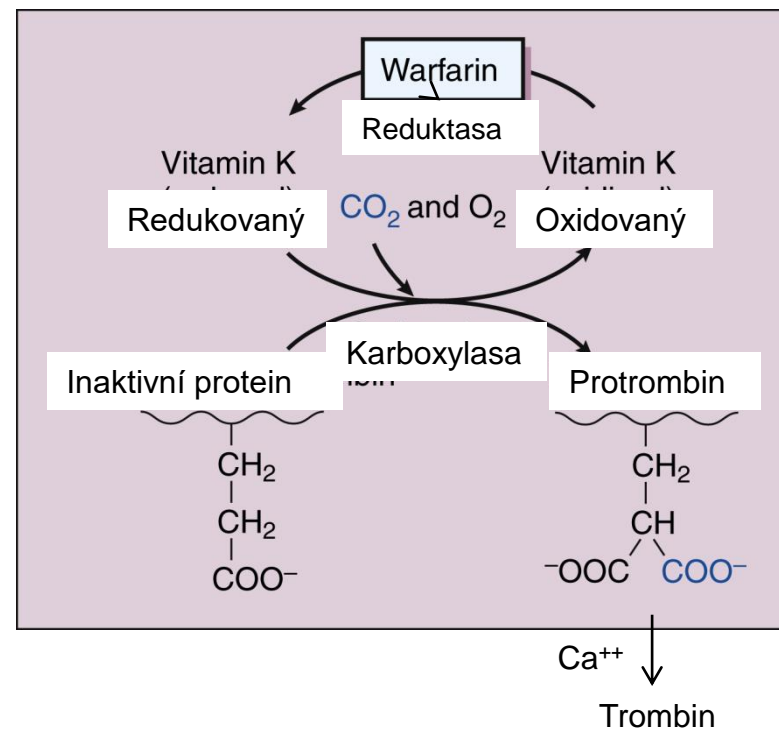 Warfarin
Reduktasa
Vitamin K
Vitamin K
Redukovaný
CO₂ and O₂
Oxidovaný
Karboxylasa
Inaktivní protein
Protrombin
CH₂
CH₂
CH₂
CH
COO⁻
⁻OOC COO⁻
Ca⁺⁺
Trombin